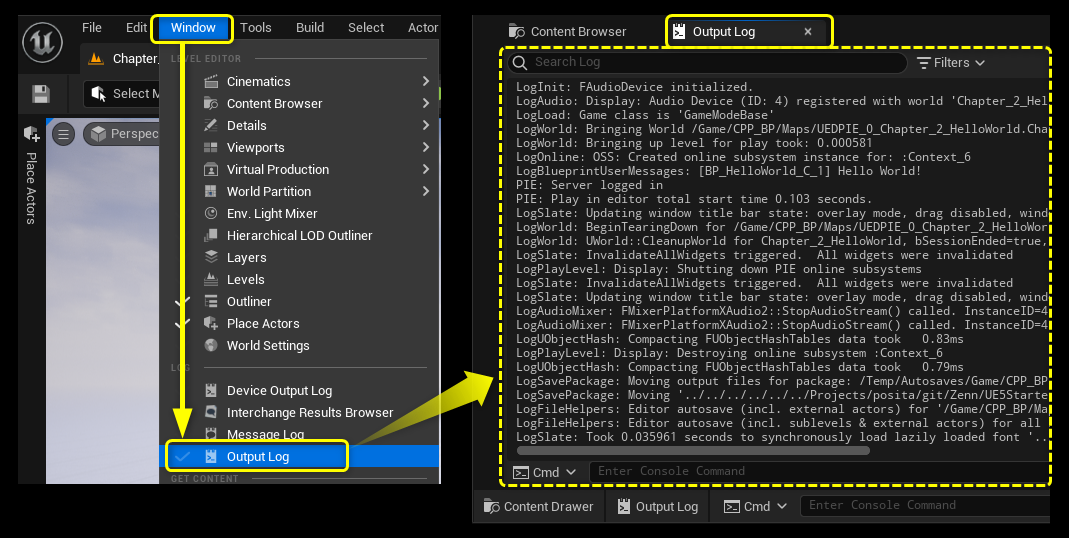 File Edit Window Tools Build Select Actor
Chapter_
Select M
Perspec
Place Actors
LEVEL EDITOR
Cinematics
Content Browser
Details
Viewports
Virtual Production
World Partition
Env. Light Mixer
Hierarchical LOD Outliner
Layers
Levels
Outliner
Place Actors
World Settings
LOG
Device Output Log
Interchange Results Browser
Message Log
Output Log
GET CONTENT
Content Browser
Output Log
Search Log
Filters
LogInit: FAudioDevice initialized.
LogAudio: Display: Audio Device (ID: 4) registered with world 'Chapter_2_Hel
LogLoad: Game class is 'GameModeBase'
LogWorld: Bringing World /Game/CPP_BP/Maps/UEDPIE_0_Chapter_2_HelloWorld.Cha
LogWorld: Bringing up level for play took: 0.000581
LogOnline: OSS: Created online subsystem instance for: :Context_6
LogBlueprintUserMessages: [BP_HelloWorld_C_1] Hello World!
PIE: Server logged in
PIE: Play in editor total start time 0.103 seconds.
LogSlate: Updating window title bar state: overlay mode, drag disabled, wind
LogWorld: BeginTearingDown for /Game/CPP_BP/Maps/UEDPIE_0_Chapter_2_HelloWor
LogWorld: UWorld::CleanupWorld for Chapter_2_HelloWorld, bSessionEnded=true,
LogSlate: InvalidateAllWidgets triggered.  All widgets were invalidated
LogPlayLevel: Display: Shutting down PIE online subsystems
LogSlate: InvalidateAllWidgets triggered.  All widgets were invalidated
LogSlate: Updating window title bar state: overlay mode, drag disabled, wind
LogAudioMixer: FMixerPlatformXAudio2::StopAudioStream() called. InstanceID=4
LogAudioMixer: FMixerPlatformXAudio2::StopAudioStream() called. InstanceID=4
LogUObjectHash: Compacting FUObjectHashTables data took   0.83ms
LogPlayLevel: Display: Destroying online subsystem :Context_6
LogUObjectHash: Compacting FUObjectHashTables data took   0.79ms
LogSavePackage: Moving output files for package: /Temp/Autosaves/Game/CPP_BP
LogSavePackage: Moving '../../../../../../Projects/posita/git/Zenn/UE5Starte
LogFileHelpers: Editor autosave (incl. external actors) for '/Game/CPP_BP/Ma
LogFileHelpers: Editor autosave (incl. sublevels & external actors) for all
LogSlate: Took 0.035961 seconds to synchronously load lazily loaded font '..
Cmd Enter Console Command
Content Drawer Output Log Cmd Enter Console Command